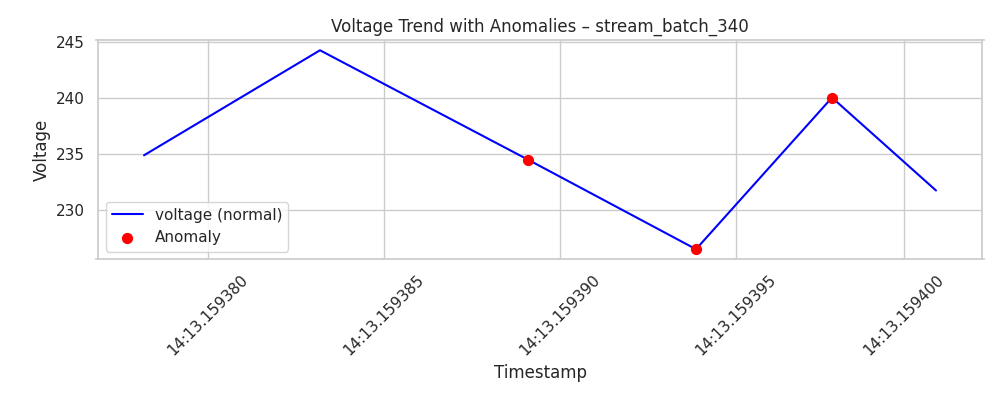 Voltage Trend with Anomalies – stream_batch_340
Voltage
245
240
235
230
voltage (normal)
Anomaly
14:13.159380
14:13.159385
14:13.159390
14:13.159395
14:13.159400
Timestamp